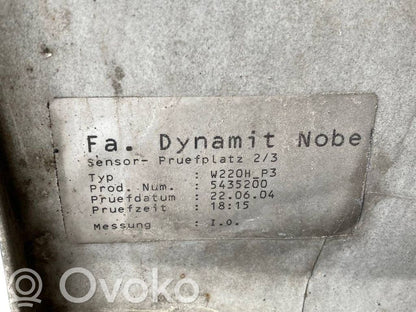 Fa. Dynamit Nobe
Sensor- Pruefplatz 2/3
Typ : W220H_P3
Prod. Num. : 5435200
Pruefdatum : 22.06.04
Pruefzeit : 18:15
Messung : I.o.
Ovoko